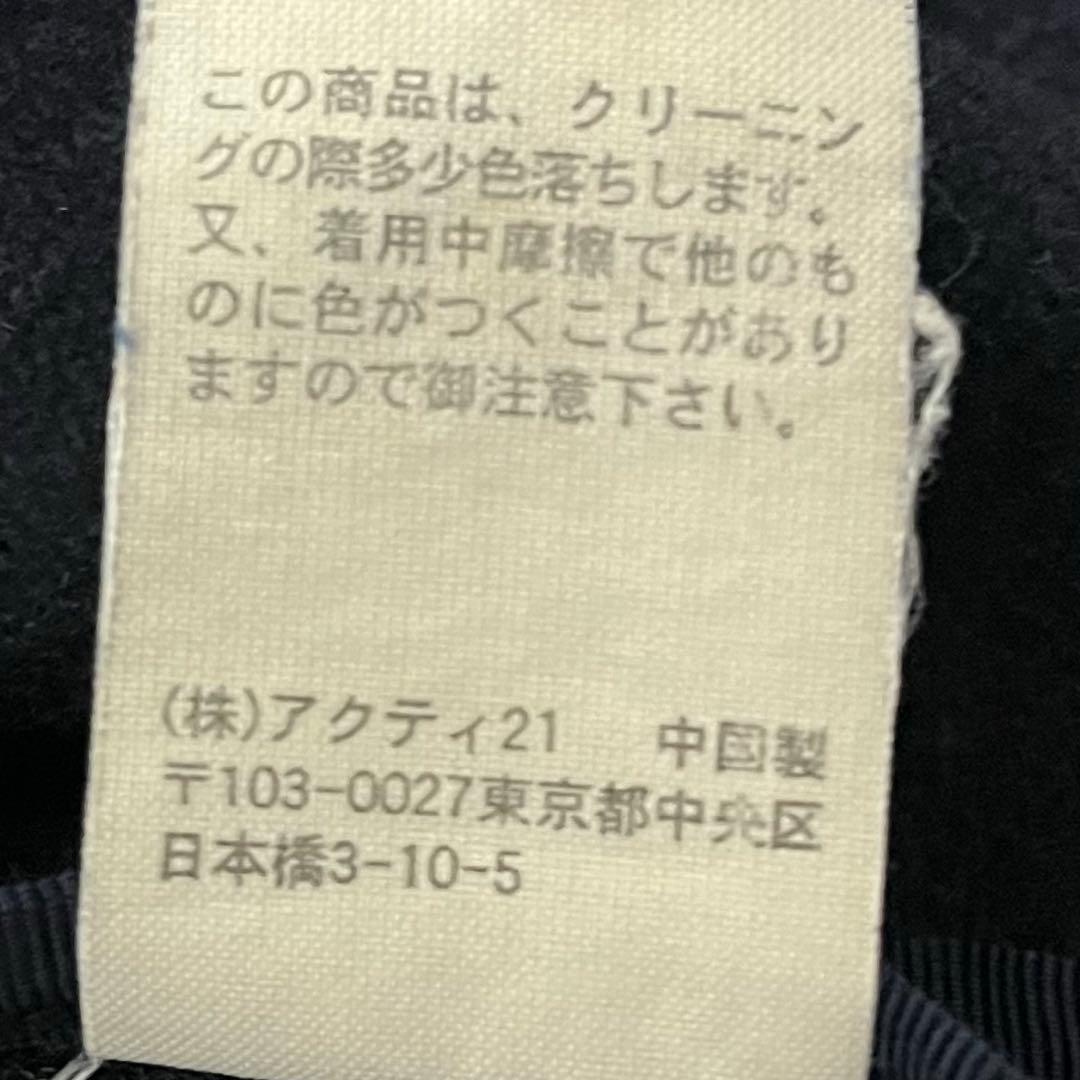 この商品は、クリーニン
グの際多少色落ちします。
又、着用中摩擦で他のも
のに色がつくことがあり
ますので御注意下さい。
(株)アクティ21 中国製
〒103-0027東京都中央区
日本橋3-10-5